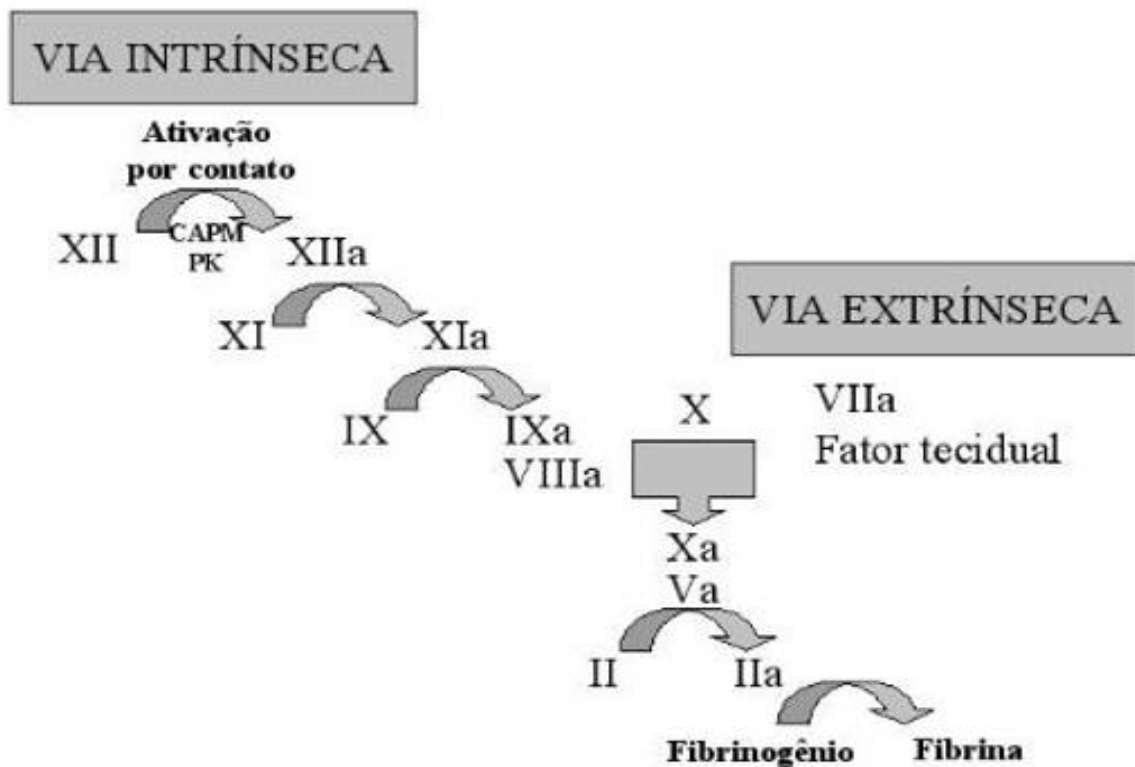 VIA INTRÍNSECA
Ativação
por contato
XII
CAPM
PK
XIIa
XI
XIa
IX
IXa
VIIIa
VIA EXTRÍNSECA
X
VIIa
Fator tecidual
Xa
Va
II
IIa
Fibrinogênio
Fibrina